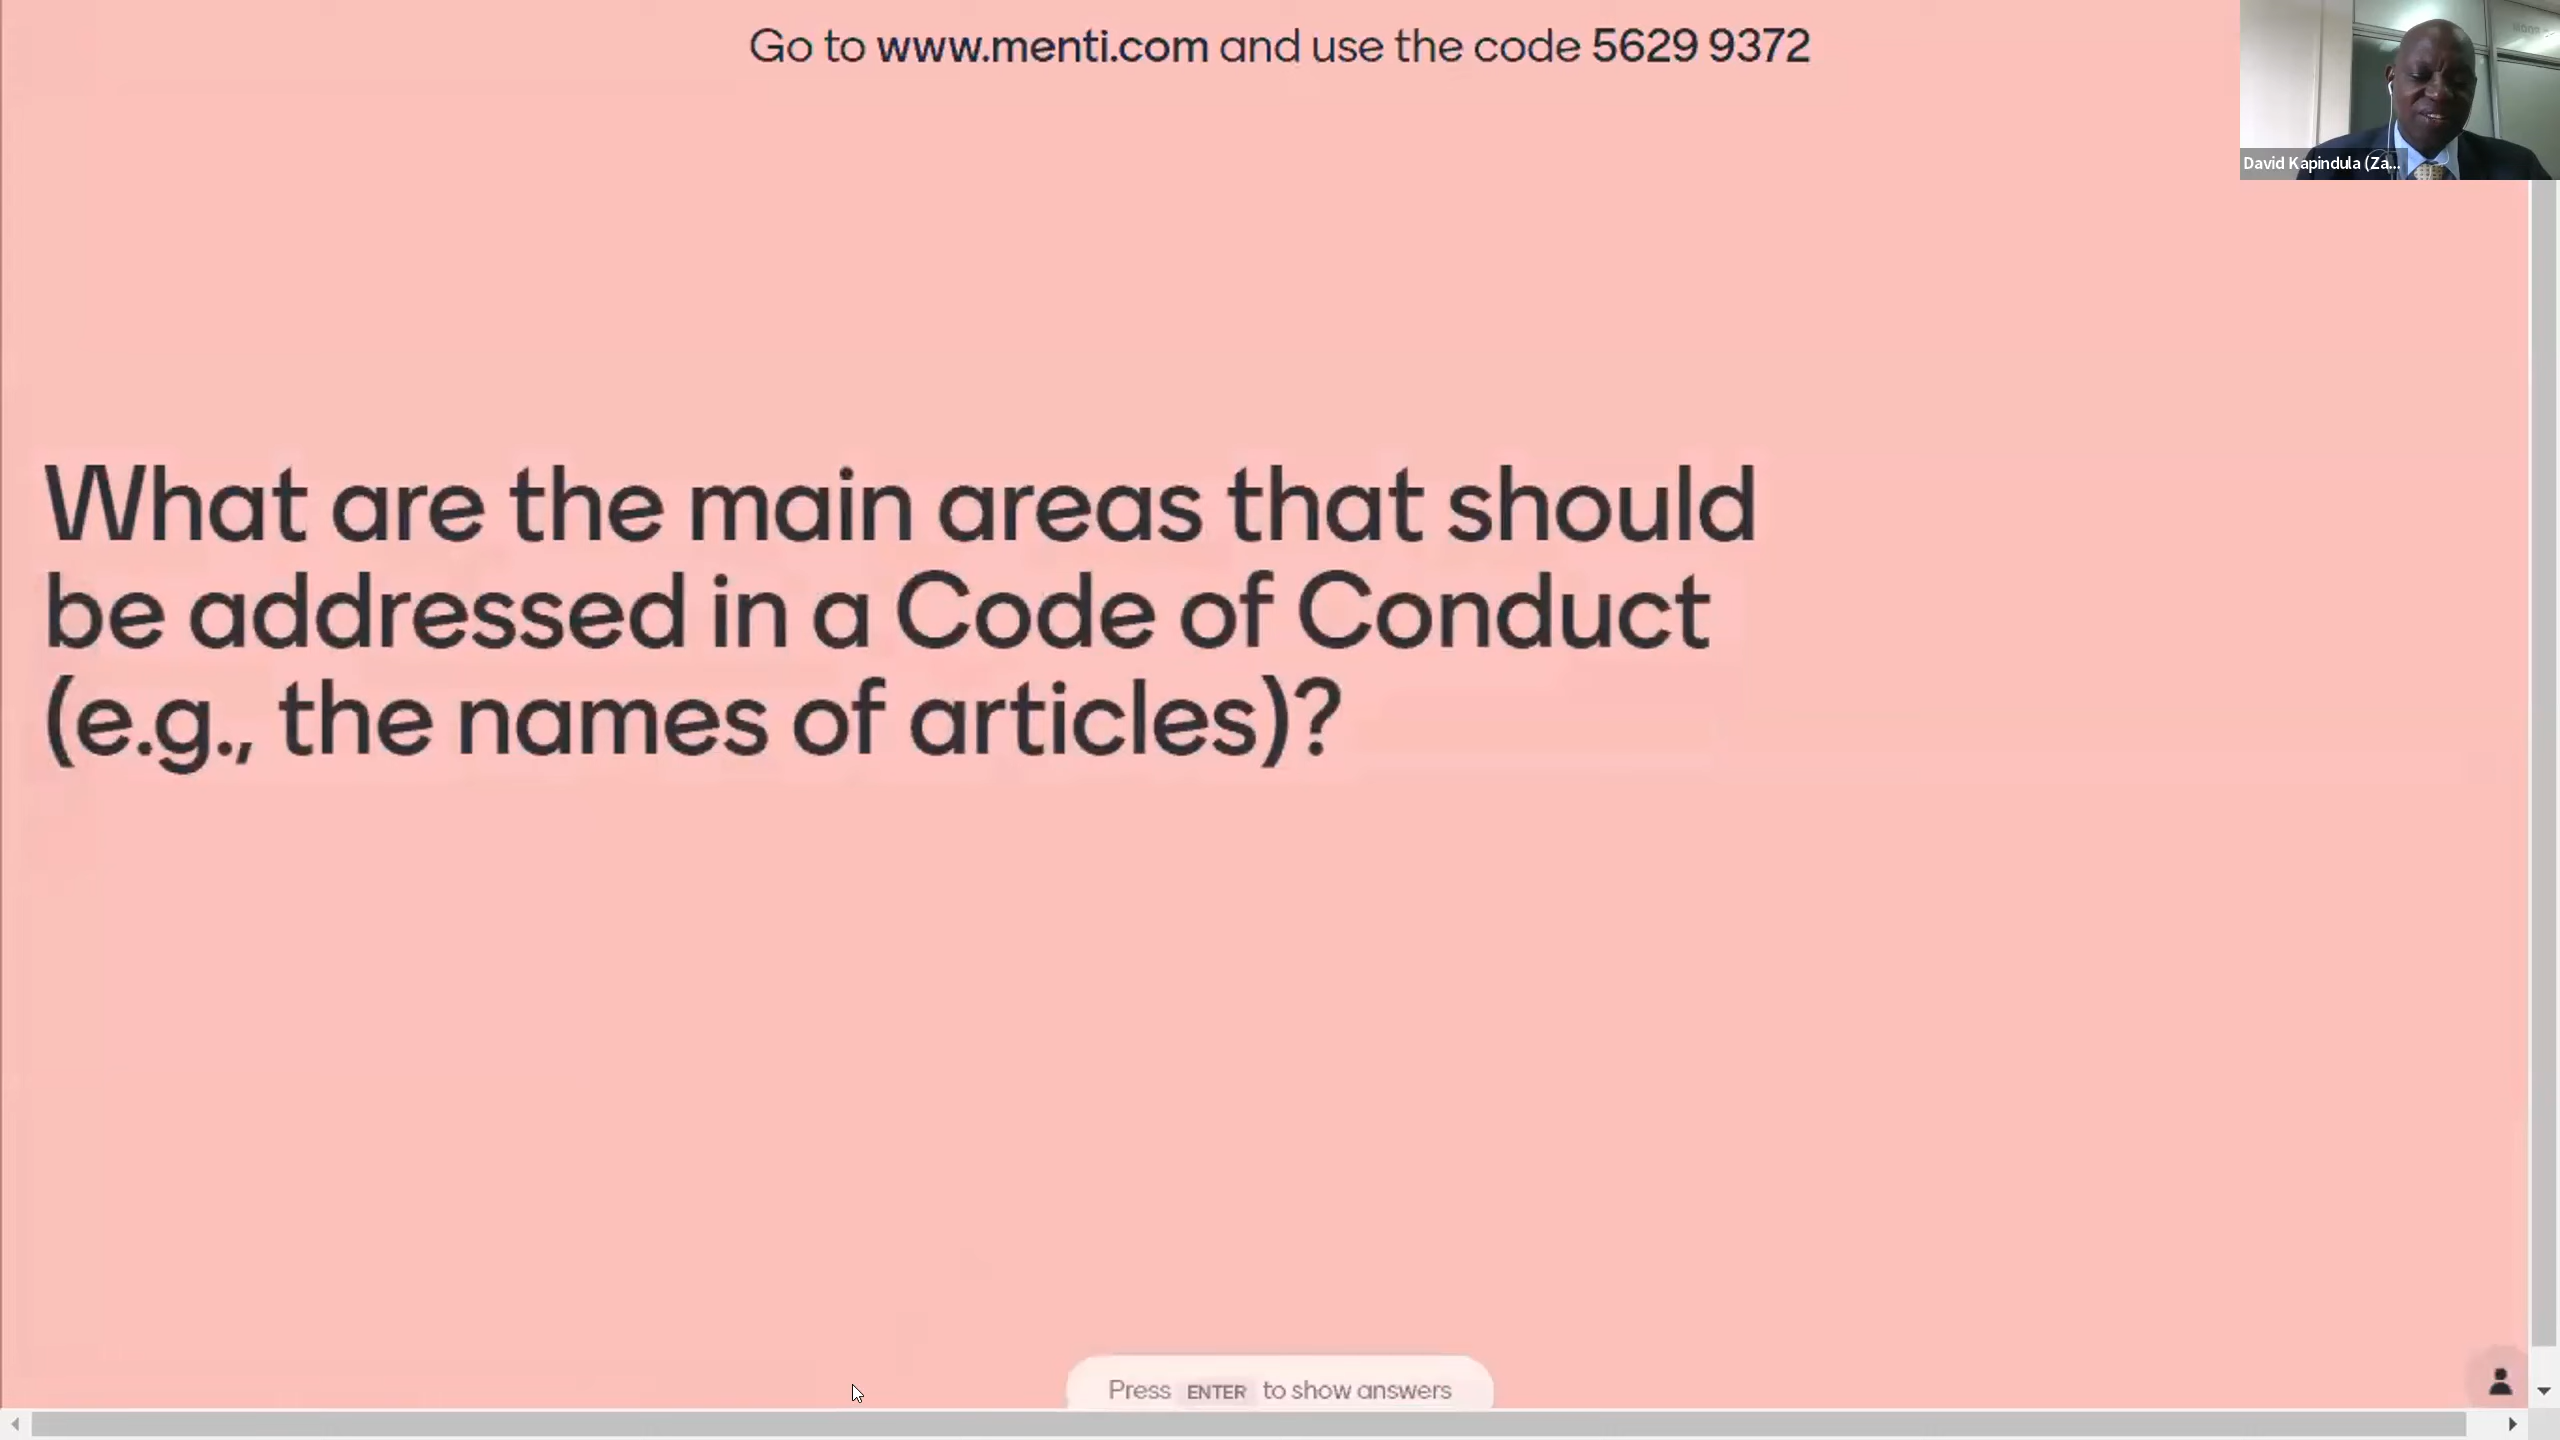 Go to www.menti.com and use the code 5629 9372
David Kapindula (Za...
What are the main areas that should
be addressed in a Code of Conduct
(e.g., the names of articles)?
Press ENTER to show answers